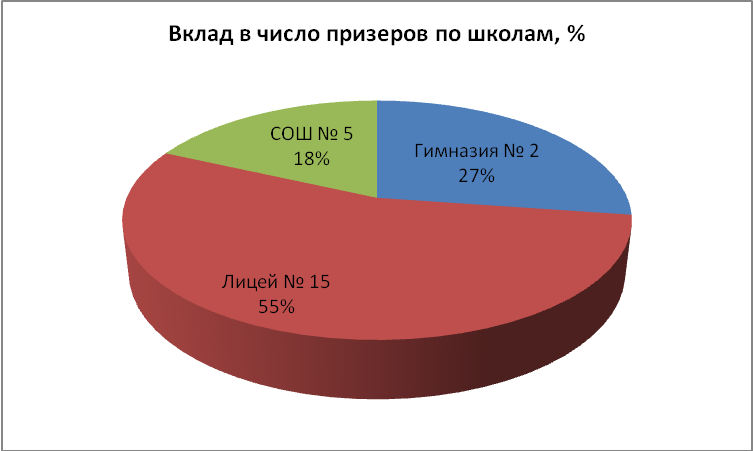 Вклад в число призеров по школам, %
СОШ № 5
18%
Гимназия № 2
27%
Лицей № 15
55%